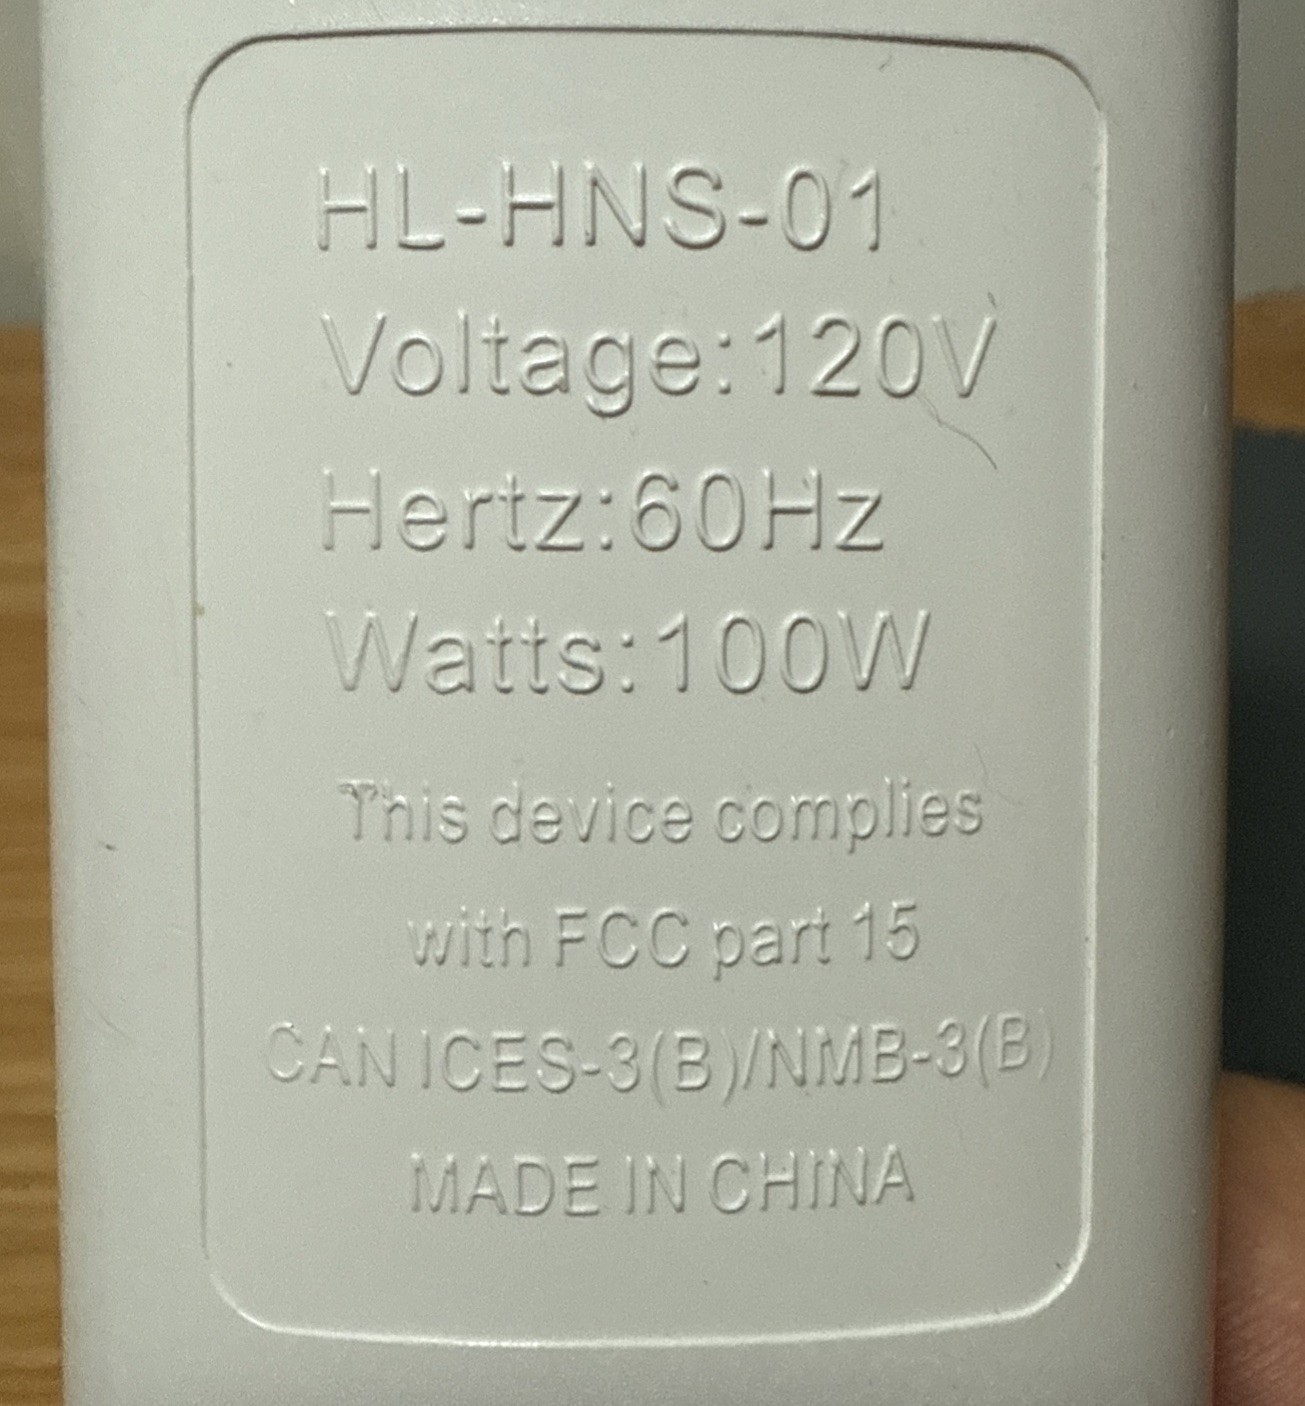 HL-HNS-01
Voltage:120V
Hertz:60Hz
Watts:100W
This device complies
with FCC part 15
CAN ICES-3(B)/NMB-3(B)
MADE IN CHINA